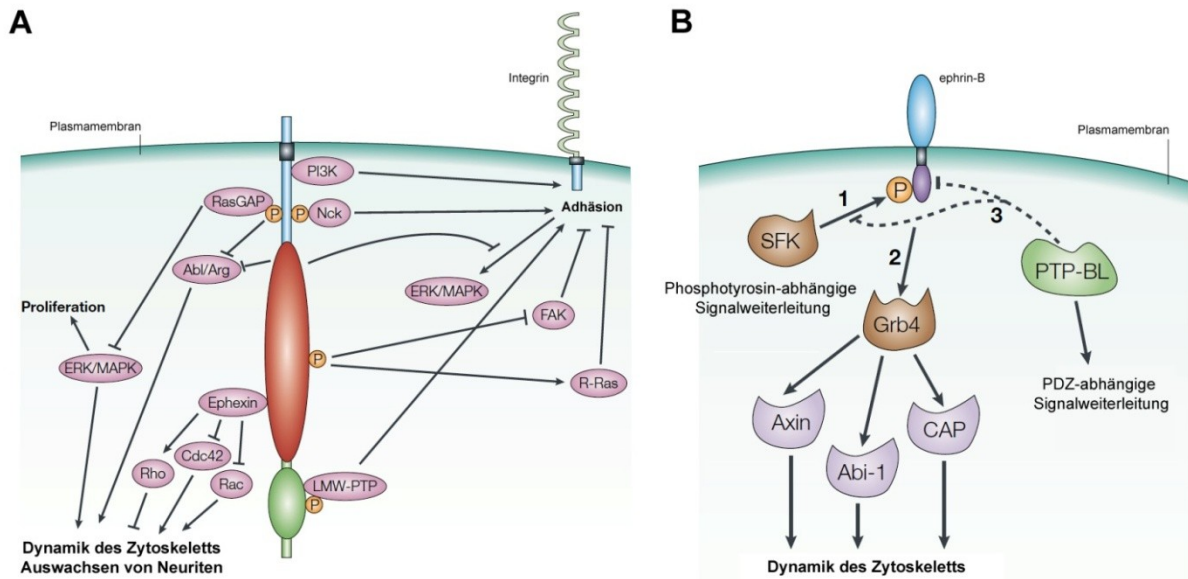 A
Integrin
Plasmamembran
PI3K
RasGAP
P
P
Nck
Adhäsion
Abl/Arg
ERK/MAPK
FAK
Proliferation
ERK/MAPK
P
R-Ras
Ephexin
Cdc42
Rho
Rac
LMW-PTP
P
Dynamik des Zytoskeletts
Auswachsen von Neuriten
B
ephrin-B
Plasmamembran
P
1
3
SFK
2
PTP-BL
Phosphotyrosin-abhängige
Signalweiterleitung
Grb4
PDZ-abhängige
Signalweiterleitung
Axin
CAP
Abi-1
Dynamik des Zytoskeletts